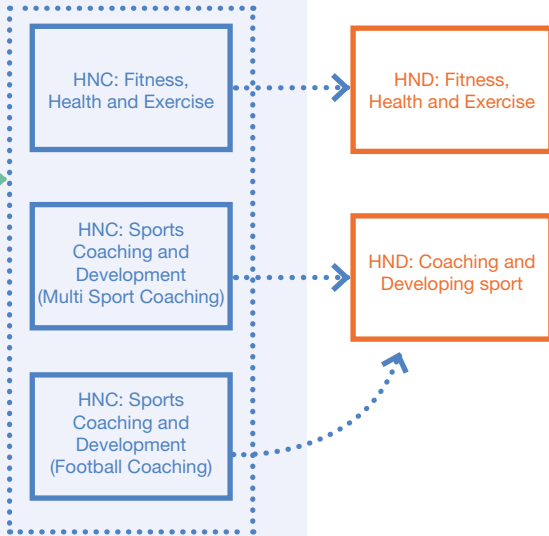 HNC: Fitness,
Health and Exercise
HND: Fitness,
Health and Exercise
HNC: Sports
Coaching and
Development
(Multi Sport Coaching)
HND: Coaching and
Developing sport
HNC: Sports
Coaching and
Development
(Football Coaching)